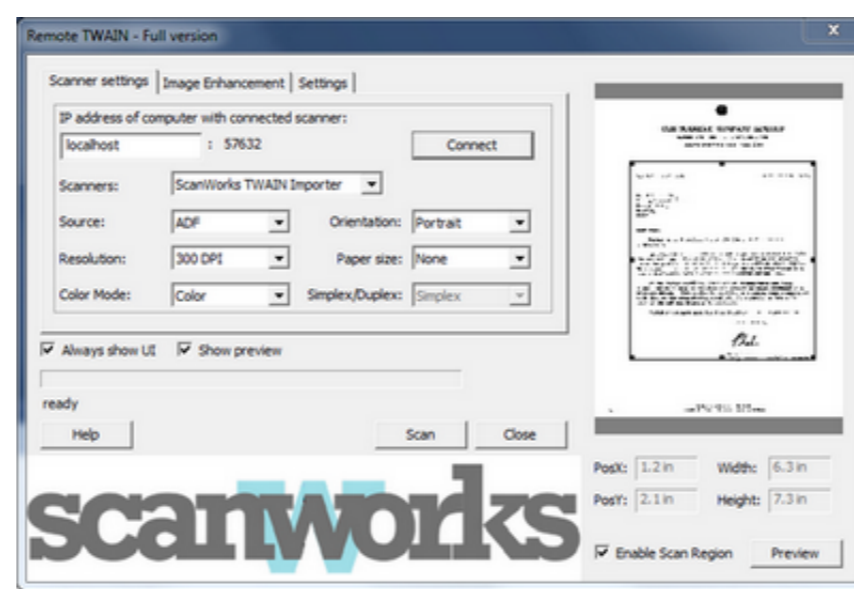 Remote TWAIN - Full version
x
Scanner settings Image Enhancement Settings
IP address of computer with connected scanner:
localhost : 57632 Connect
Scanners: ScanWorks TWAIN Importer
Source: ADF Orientation: Portrait
Resolution: 300 DPI Paper size: None
Color Mode: Color Simplex/Duplex: Simplex
Always show UI Show preview
ready
Help Scan Close
scanworks
PosX: 1.2 in Width: 6.3 in
PosY: 2.1 in Height: 7.3 in
Enable Scan Region Preview